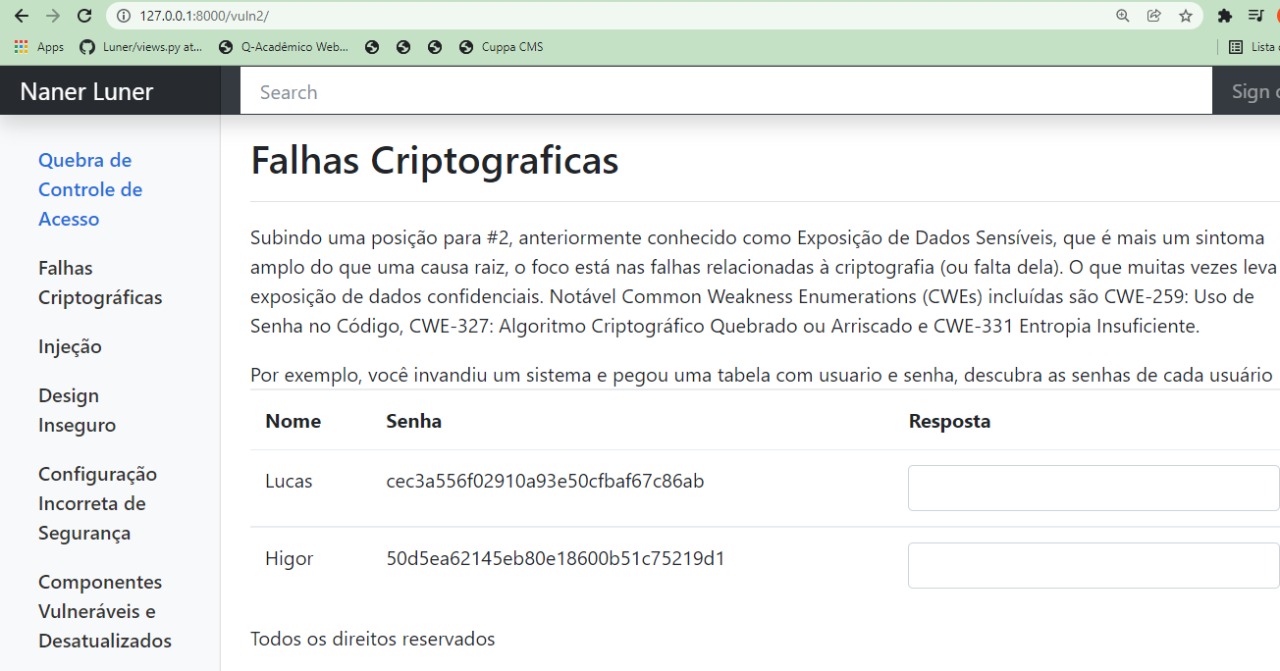 127.0.0.1:8000/vuln2/
Apps Luner/views.py at... Q-Acadêmico Web... Cuppa CMS Lista
Naner Luner Search Sign
Quebra de
Controle de
Acesso
Falhas
Criptográficas
Injeção
Design
Inseguro
Configuração
Incorreta de
Segurança
Componentes
Vulneráveis e
Desatualizados
Falhas Criptograficas
Subindo uma posição para #2, anteriormente conhecido como Exposição de Dados Sensíveis, que é mais um sintoma
amplo do que uma causa raiz, o foco está nas falhas relacionadas à criptografia (ou falta dela). O que muitas vezes leva
exposição de dados confidenciais. Notável Common Weakness Enumerations (CWEs) incluídas são CWE-259: Uso de
Senha no Código, CWE-327: Algoritmo Criptográfico Quebrado ou Arriscado e CWE-331 Entropia Insuficiente.
Por exemplo, você invandiu um sistema e pegou uma tabela com usuario e senha, descubra as senhas de cada usuário
Nome Senha Resposta
Lucas cec3a556f02910a93e50cfbaf67c86ab
Higor 50d5ea62145eb80e18600b51c75219d1
Todos os direitos reservados